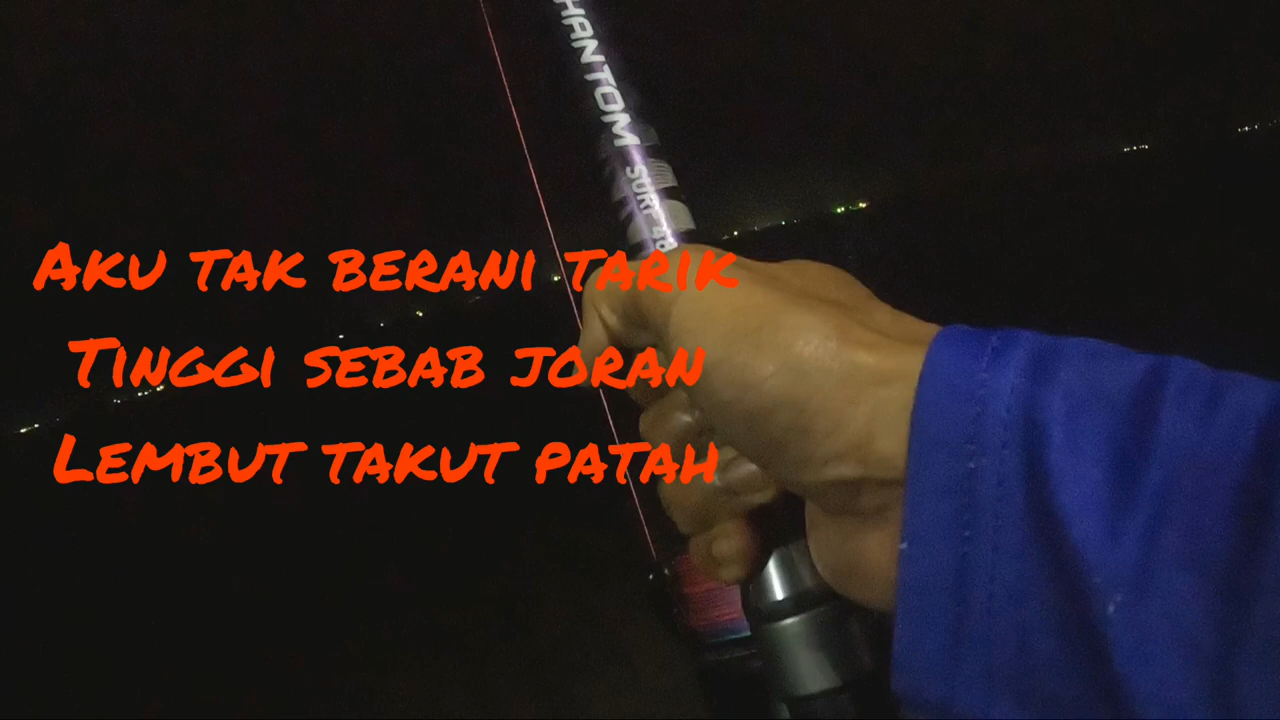 HANTOM SURF
AKU TAK BERANI TARIK
TINGGI SEBAB JORAN
LEMBUT TAKUT PATAH